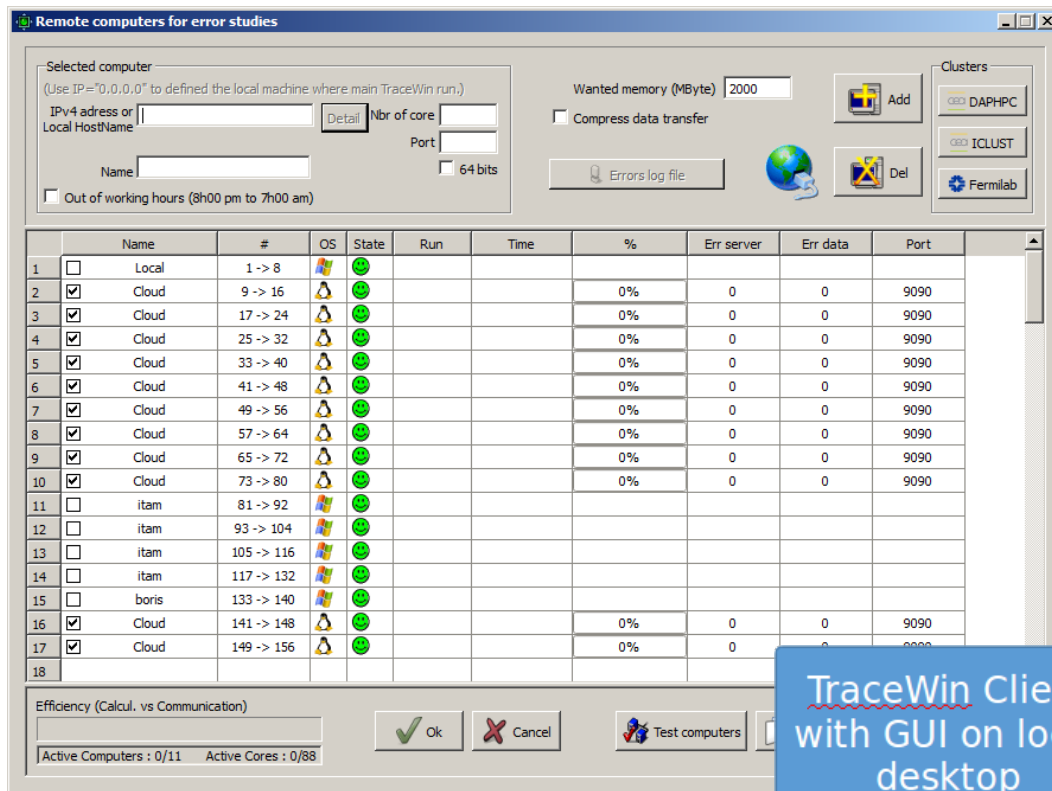 Remote computers for error studies
Selected computer
(Use IP="0.0.0.0" to defined the local machine where main TraceWin run.)
IPv4 adress or
Local HostName
Detail
Nbr of core
Port
Name
64 bits
Out of working hours (8h00 pm to 7h00 am)
Wanted memory (MByte) 2000
Compress data transfer
Errors log file
Add
Del
Clusters
DAPHPC
ICLUST
Fermilab
Name # OS State Run Time % Err server Err data Port
1 Local 1 -> 8
2 Cloud 9 -> 16 0% 0 0 9090
3 Cloud 17 -> 24 0% 0 0 9090
4 Cloud 25 -> 32 0% 0 0 9090
5 Cloud 33 -> 40 0% 0 0 9090
6 Cloud 41 -> 48 0% 0 0 9090
7 Cloud 49 -> 56 0% 0 0 9090
8 Cloud 57 -> 64 0% 0 0 9090
9 Cloud 65 -> 72 0% 0 0 9090
10 Cloud 73 -> 80 0% 0 0 9090
11 itam 81 -> 92
12 itam 93 -> 104
13 itam 105 -> 116
14 itam 117 -> 132
15 boris 133 -> 140
16 Cloud 141 -> 148 0% 0 0 9090
17 Cloud 149 -> 156 0% 0
18
Efficiency (Calcul. vs Communication)
Active Computers : 0/11 Active Cores : 0/88
Ok
Cancel
Test computers
TraceWin Clie
with GUI on lo
desktop